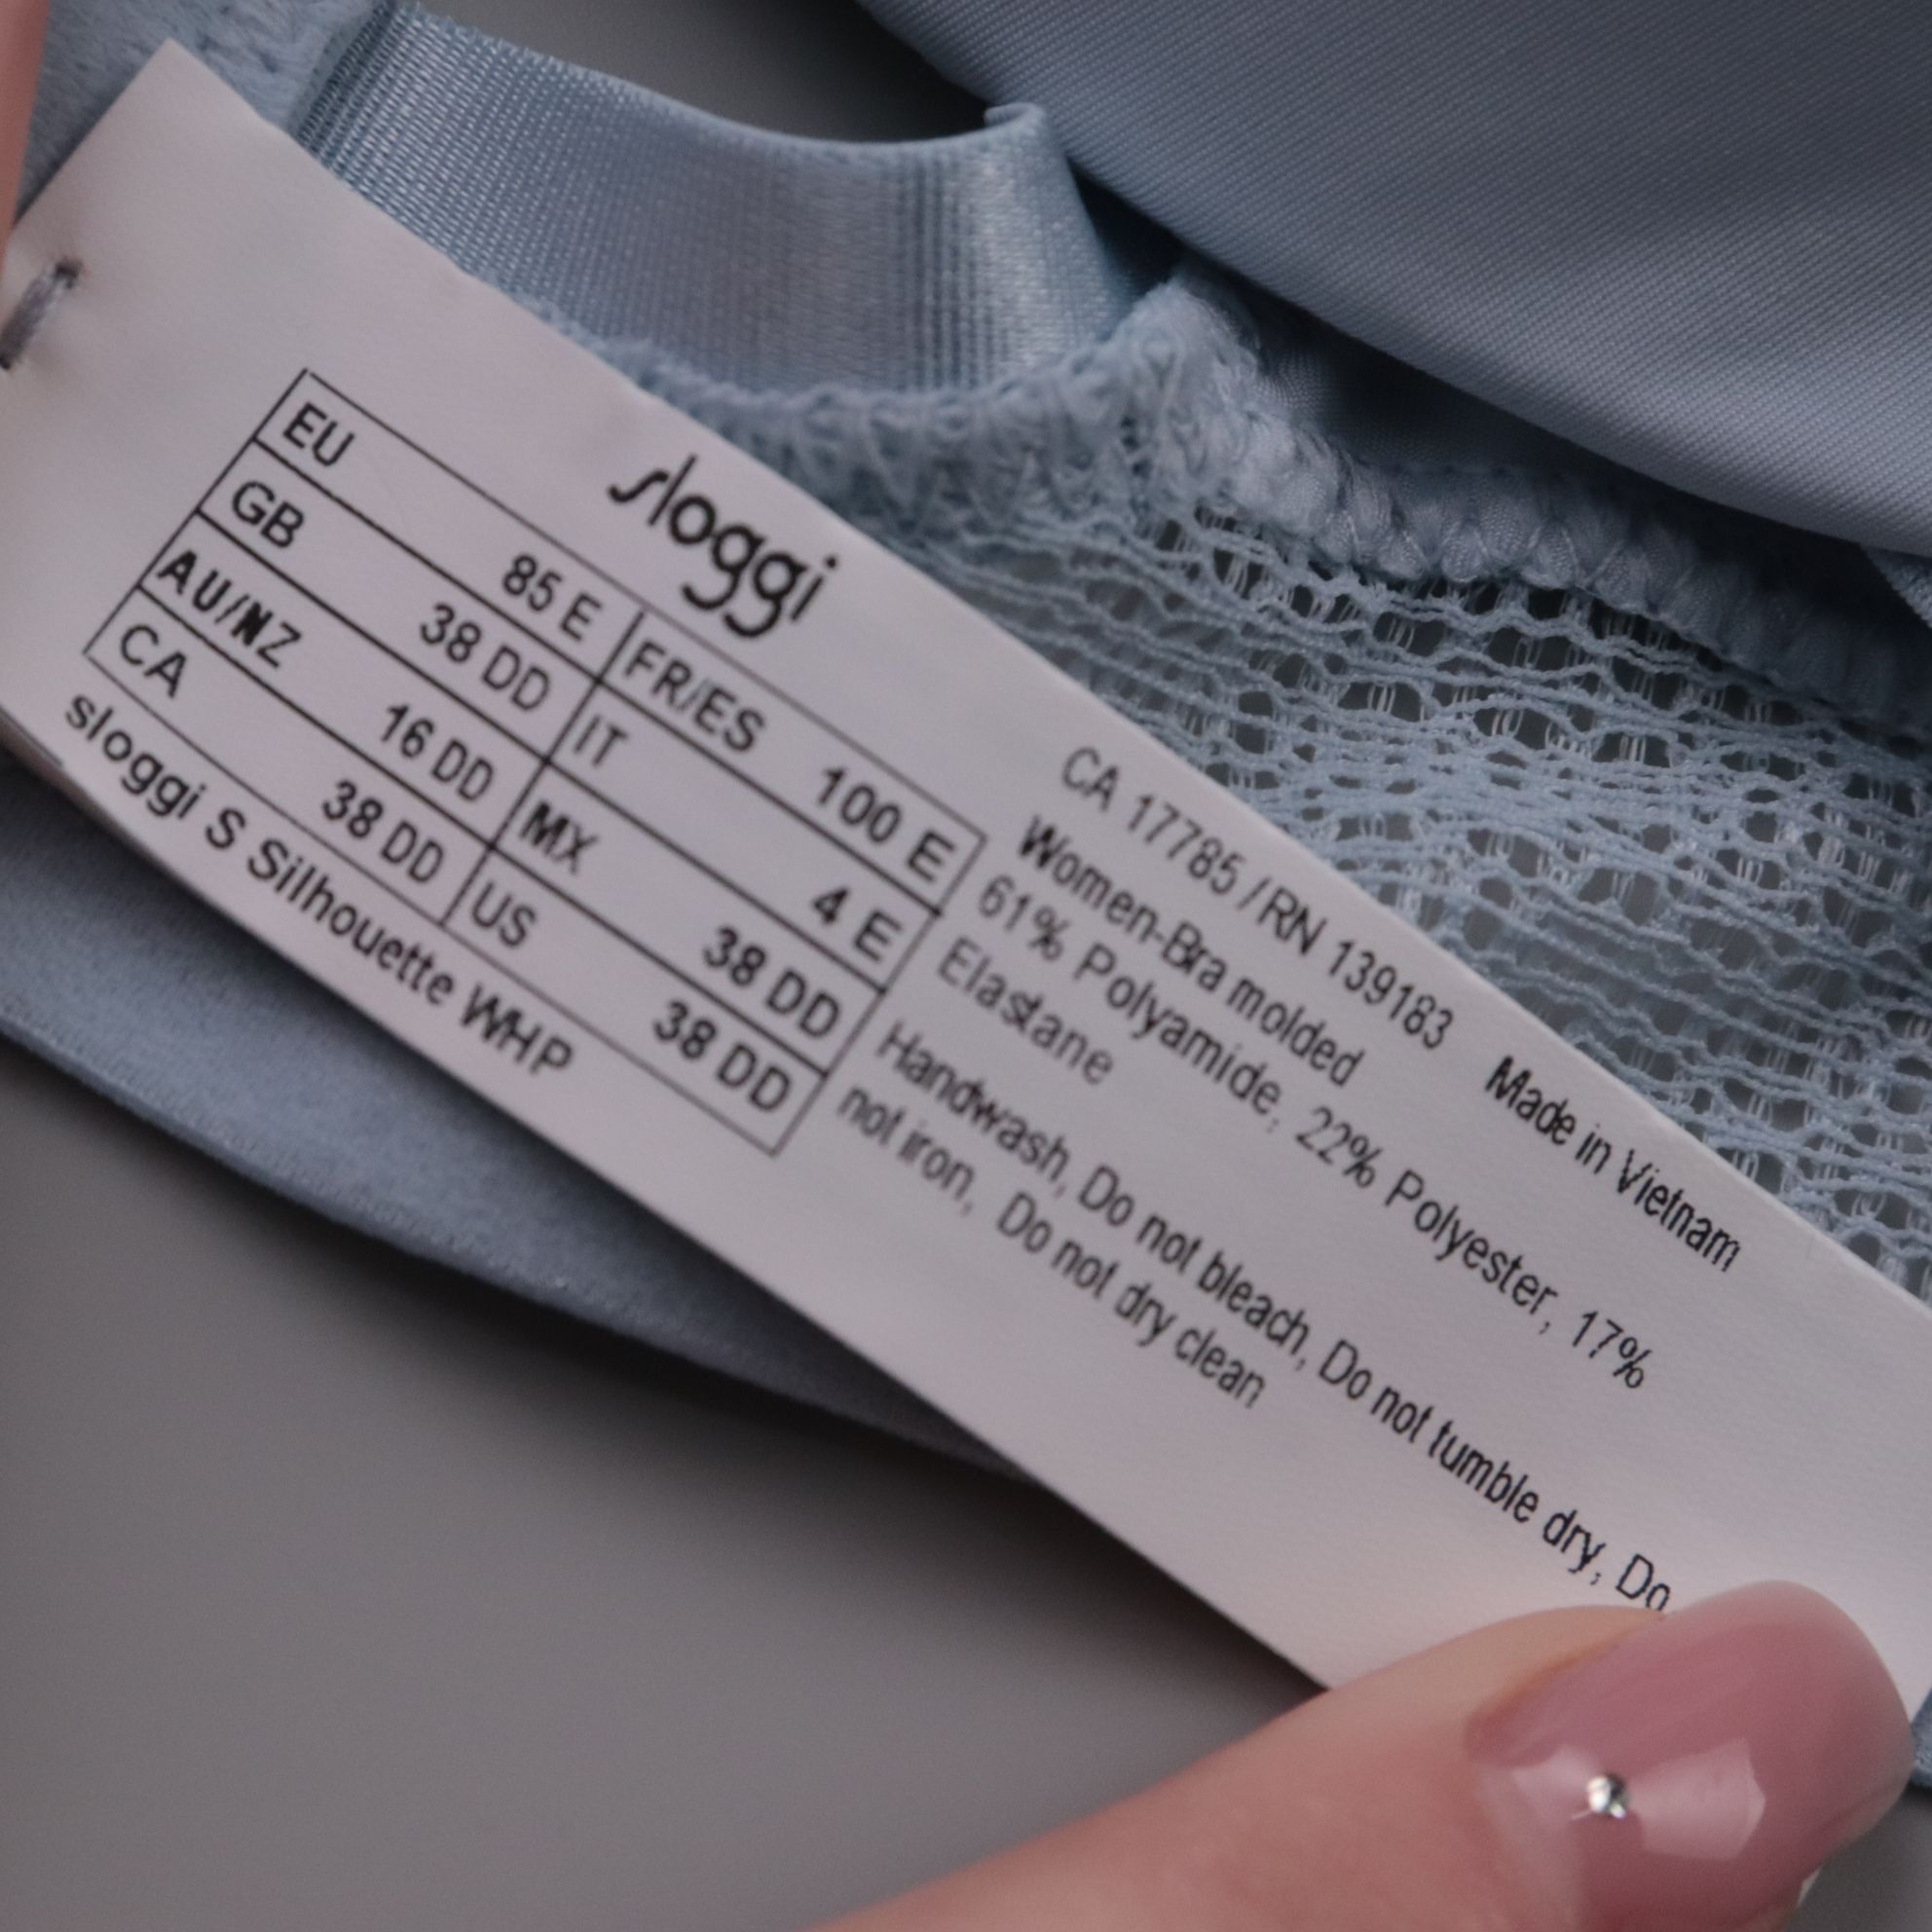 sloggi
EU 85 E FR/ES 100 E
GB 38 DD IT 4 E
AU/NZ 16 DD MX 38 DD
CA 38 DD US 38 DD
sloggi S Silhouette WHP
CA 17785 / RN 139183 Made in Vietnam
Women-Bra molded
61% Polyamide, 22% Polyester, 17%
Elastane
Handwash, Do not bleach, Do not tumble dry, Do
not iron, Do not dry clean